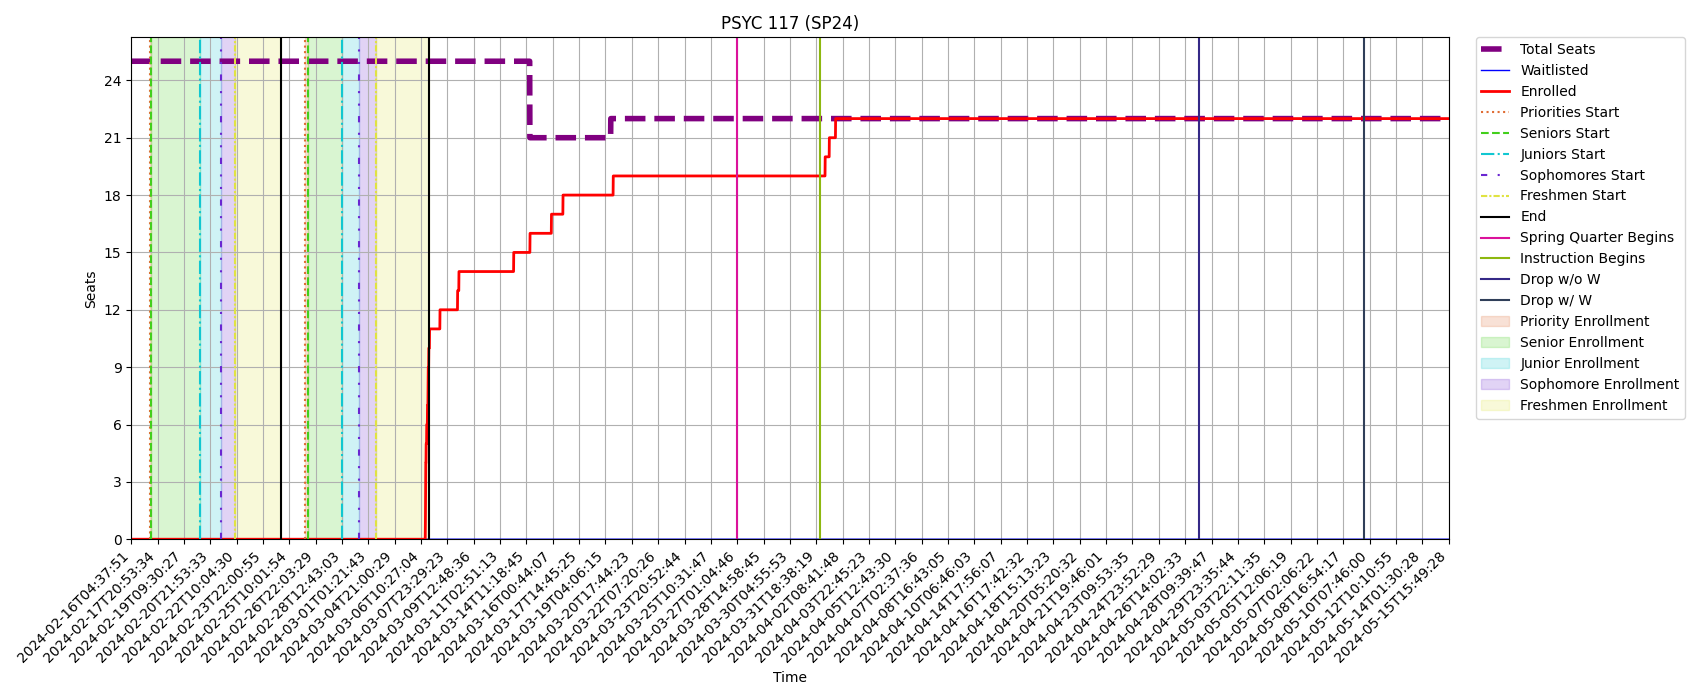 PSYC 117 (SP24)
Seats
24
21
18
15
12
9
6
3
0
2024-02-16T04:37:51
2024-02-17T20:53:34
2024-02-19T09:30:27
2024-02-20T21:53:33
2024-02-22T10:04:30
2024-02-23T22:00:55
2024-02-25T10:01:54
2024-02-26T22:03:29
2024-02-28T12:43:03
2024-03-01T01:21:43
2024-03-04T21:00:29
2024-03-06T10:27:04
2024-03-07T23:29:23
2024-03-09T12:48:36
2024-03-11T02:51:13
2024-03-14T11:18:45
2024-03-16T00:44:07
2024-03-17T14:45:25
2024-03-19T04:06:15
2024-03-20T17:44:23
2024-03-22T07:20:26
2024-03-23T20:52:44
2024-03-25T10:31:47
2024-03-27T01:04:46
2024-03-28T14:58:45
2024-03-30T04:55:53
2024-03-31T18:38:19
2024-04-02T08:41:48
2024-04-03T22:45:23
2024-04-05T12:43:30
2024-04-07T02:37:36
2024-04-08T16:43:05
2024-04-10T06:46:03
2024-04-14T17:56:07
2024-04-16T17:42:32
2024-04-18T15:13:23
2024-04-20T05:20:32
2024-04-21T19:46:01
2024-04-23T09:53:35
2024-04-24T23:52:29
2024-04-26T14:02:33
2024-04-28T09:39:47
2024-04-29T23:35:44
2024-05-03T22:11:35
2024-05-05T12:06:19
2024-05-07T02:06:22
2024-05-08T16:54:17
2024-05-10T07:46:00
2024-05-12T10:10:55
2024-05-14T01:30:28
2024-05-15T15:49:28
Time
Total Seats
Waitlisted
Enrolled
Priorities Start
Seniors Start
Juniors Start
Sophomores Start
Freshmen Start
End
Spring Quarter Begins
Instruction Begins
Drop w/o W
Drop w/ W
Priority Enrollment
Senior Enrollment
Junior Enrollment
Sophomore Enrollment
Freshmen Enrollment